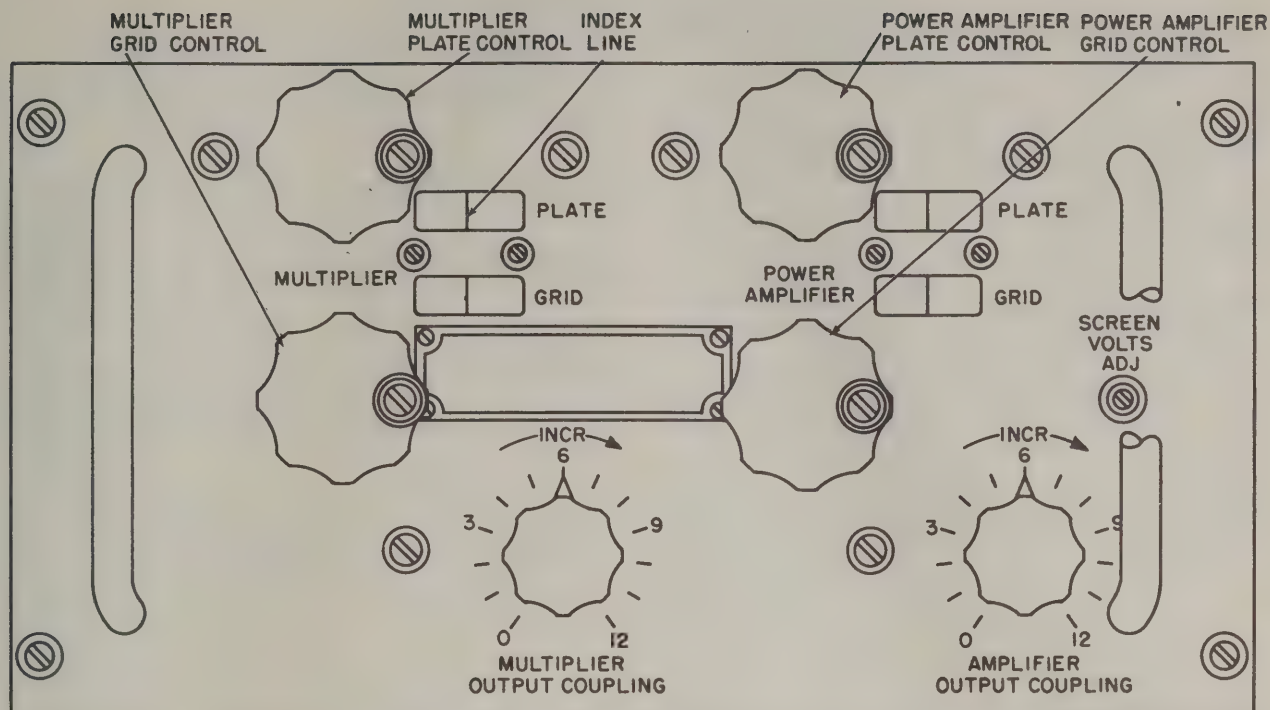 MULTIPLIER
GRID CONTROL
MULTIPLIER
PLATE CONTROL
INDEX
LINE
POWER AMPLIFIER
PLATE CONTROL
POWER AMPLIFIER
GRID CONTROL
PLATE
MULTIPLIER
GRID
PLATE
POWER
AMPLIFIER
GRID
SCREEN
VOLTS
ADJ
INCR
6
3
9
0
12
MULTIPLIER
OUTPUT COUPLING
INCR
6
3
9
0
12
AMPLIFIER
OUTPUT COUPLING